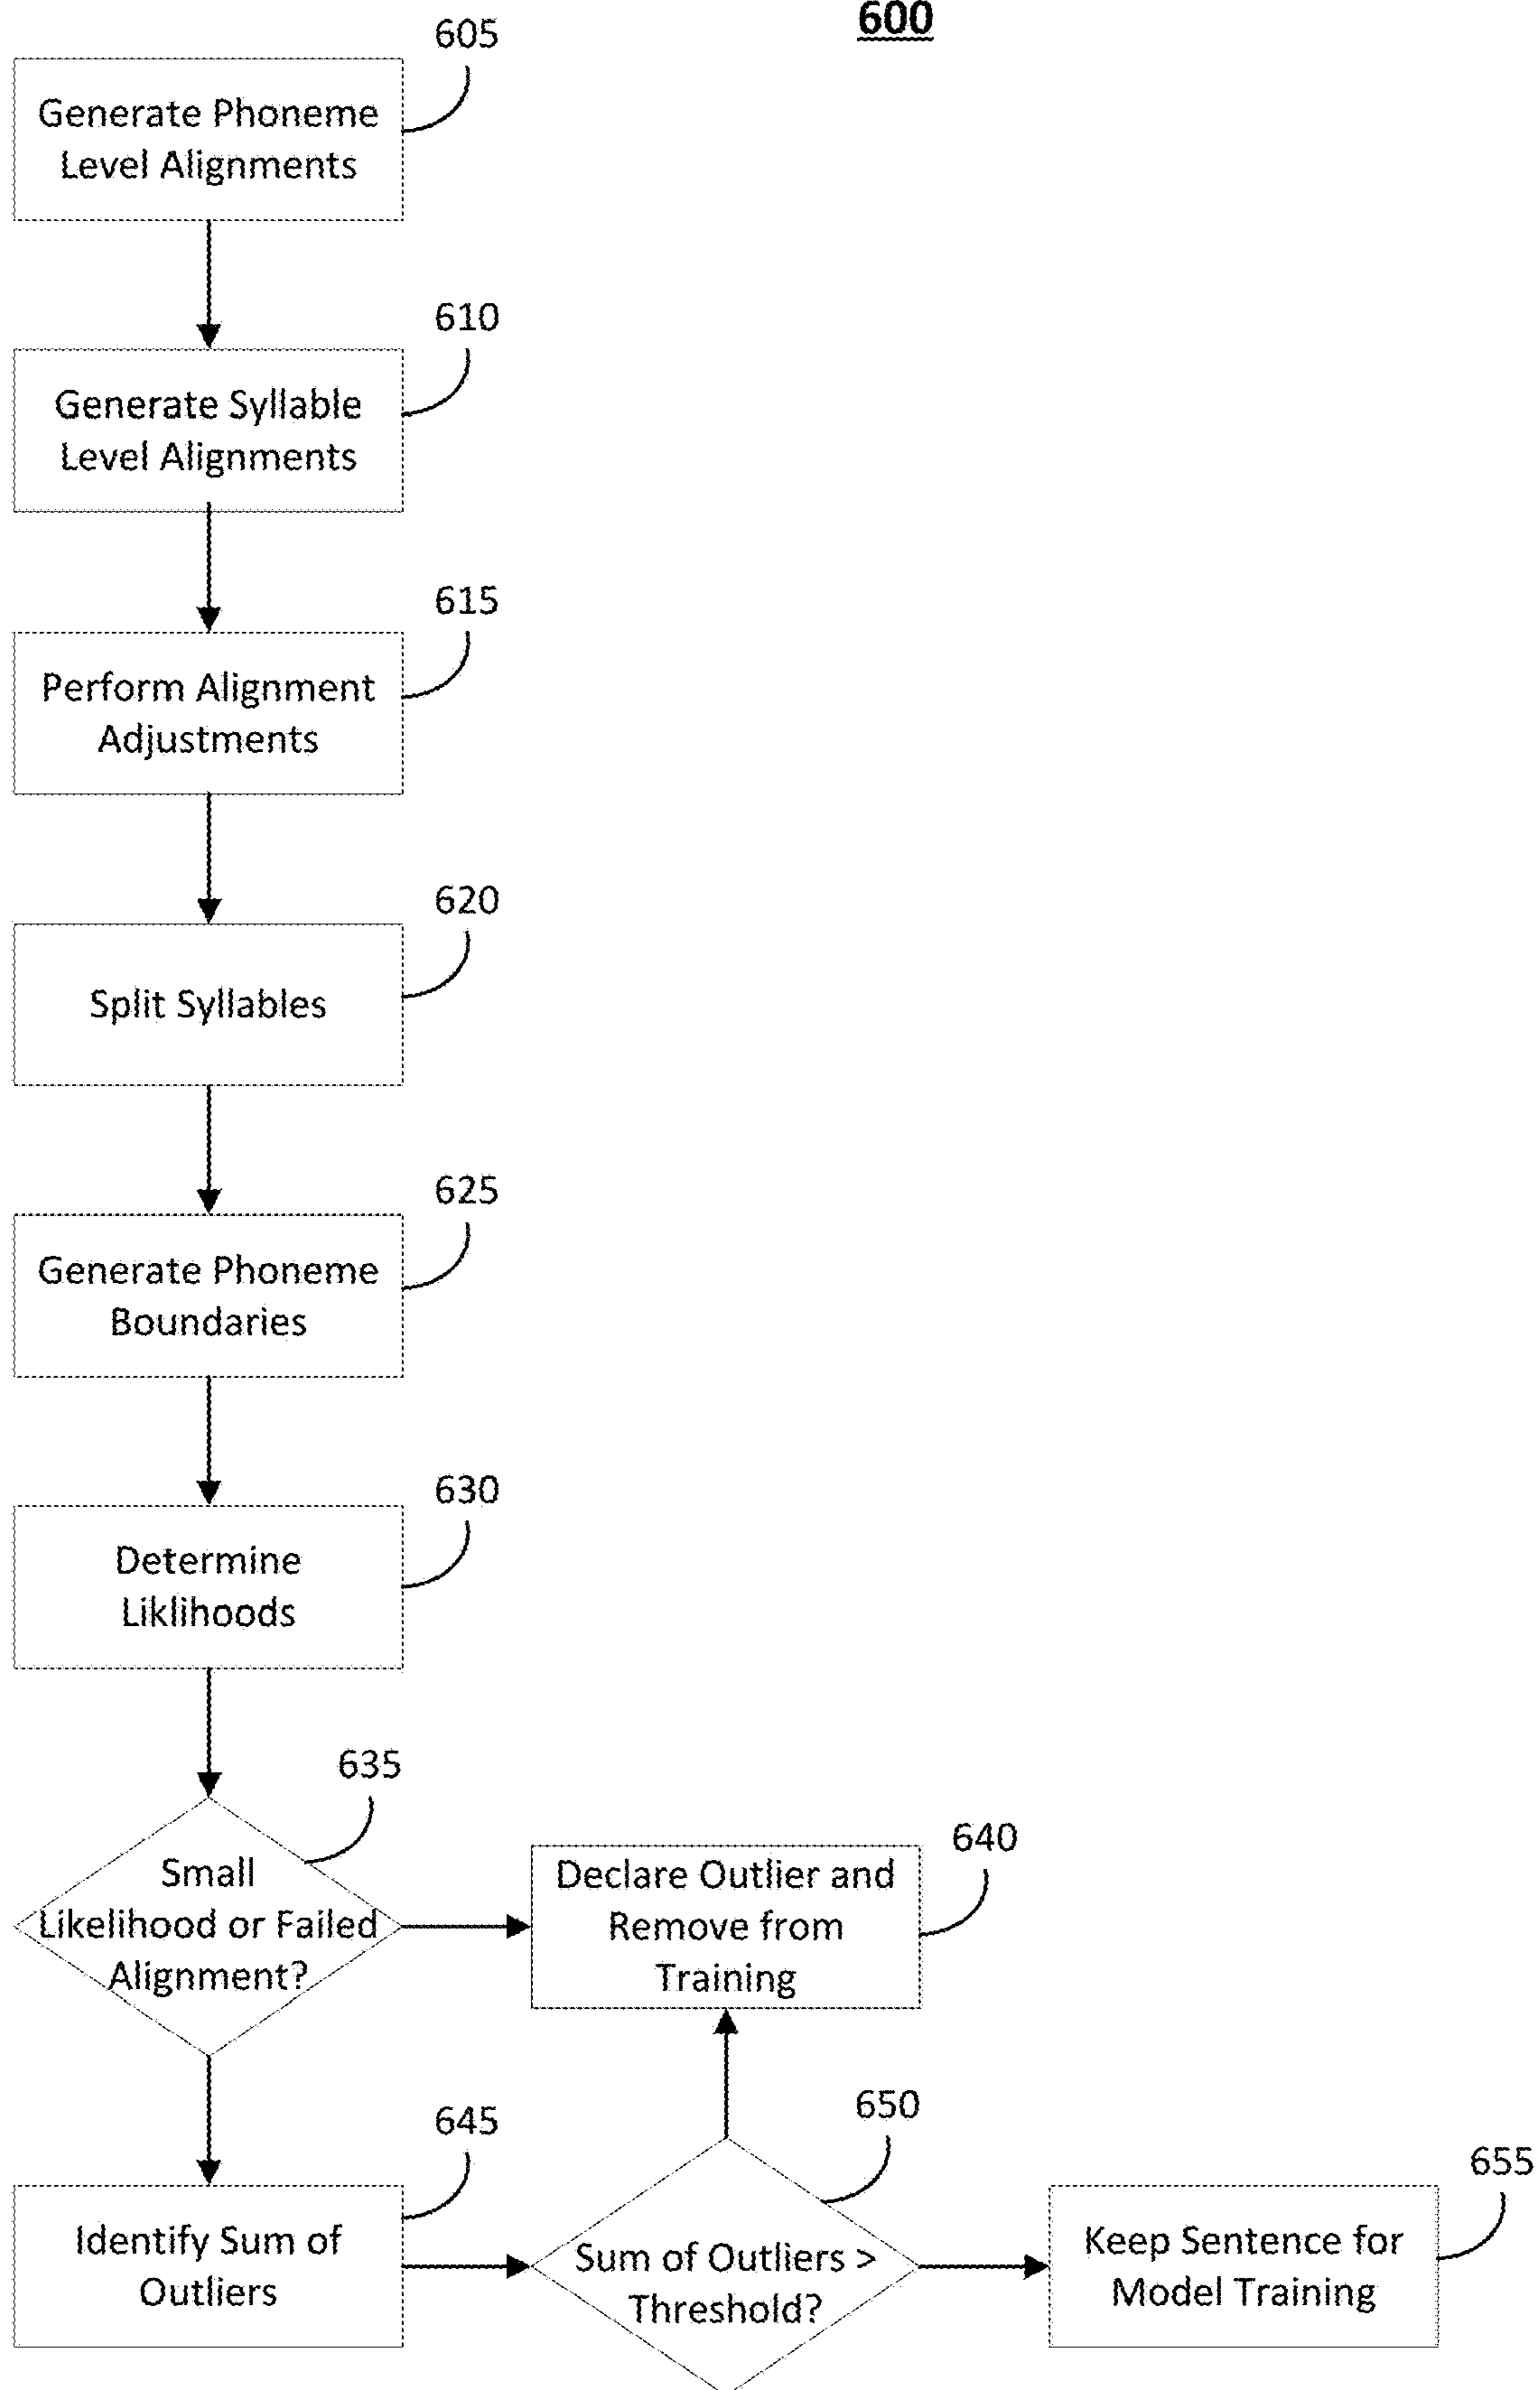 600
605
Generate Phoneme
Level Alignments
610
Generate Syllable
Level Alignments
615
Perform Alignment
Adjustments
620
Split Syllables
625
Generate Phoneme
Boundaries
630
Determine
Liklihoods
635
Small
Likelihood or Failed
Alignment?
640
Declare Outlier and
Remove from
Training
645
Identify Sum of
Outliers
650
Sum of Outliers >
Threshold?
655
Keep Sentence for
Model Training